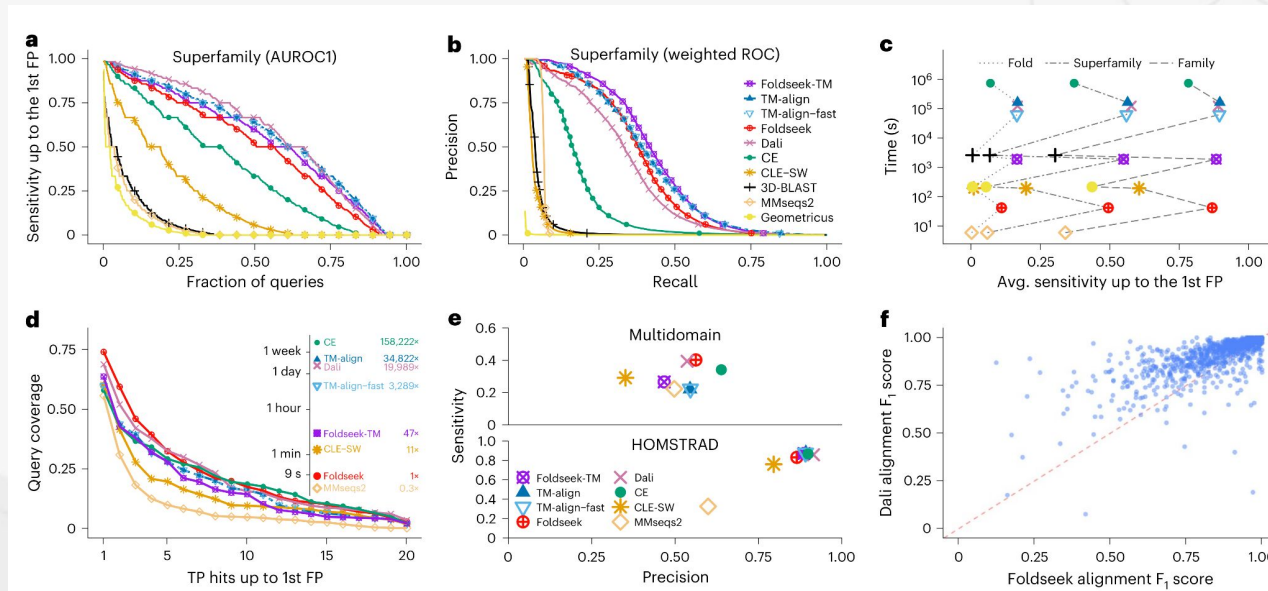 a
Superfamily (AUROC1)
Sensitivity up to the 1st FP
1.00
0.75
0.50
0.25
0
0 0.25 0.50 0.75 1.00
Fraction of queries
b
Superfamily (weighted ROC)
Precision
1.00
0.75
0.50
0.25
0
Foldseek-TM
TM-align
TM-align-fast
Foldseek
Dali
CE
CLE-SW
3D-BLAST
MMseqs2
Geometricus
0 0.25 0.50 0.75 1.00
Recall
c
Fold Superfamily Family
Time (s)
10⁶
10⁵
10⁴
10³
10²
10¹
0 0.25 0.50 0.75 1.00
Avg. sensitivity up to the 1st FP
d
Query coverage
0.75
0.50
0.25
0
1 week
1 day
1 hour
1 min
9 s
CE 158,222×
TM-align 34,822×
Dali 19,989×
TM-align-fast 3,289×
Foldseek-TM 47×
CLE-SW 11×
Foldseek 1×
MMseqs2 0.3×
1 5 10 15 20
TP hits up to 1st FP
e
Multidomain
Sensitivity
0.6
0.4
0.2
0
HOMSTRAD
1.0
0.8
0.6
0.4
0.2
0
Foldseek-TM Dali
TM-align CE
TM-align-fast CLE-SW
Foldseek MMseqs2
0 0.25 0.50 0.75 1.00
Precision
f
Dali alignment F₁ score
1.00
0.75
0.50
0.25
0
0 0.25 0.50 0.75 1.00
Foldseek alignment F₁ score